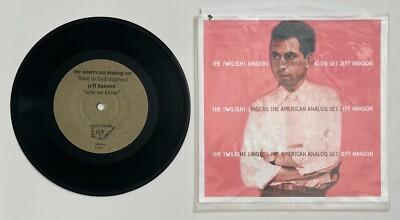 the american analog set
"hard to find (reprise)"
jeff hanson
"now we know"
THE TWILIGHT SINGERS THE AMERICAN ANALOG SET JEFF HANSON
THE TWILIGHT SINGERS THE AMERICAN ANALOG SET JEFF HANSON
THE TWILIGHT SINGERS THE AMERICAN ANALOG SET JEFF HANSON